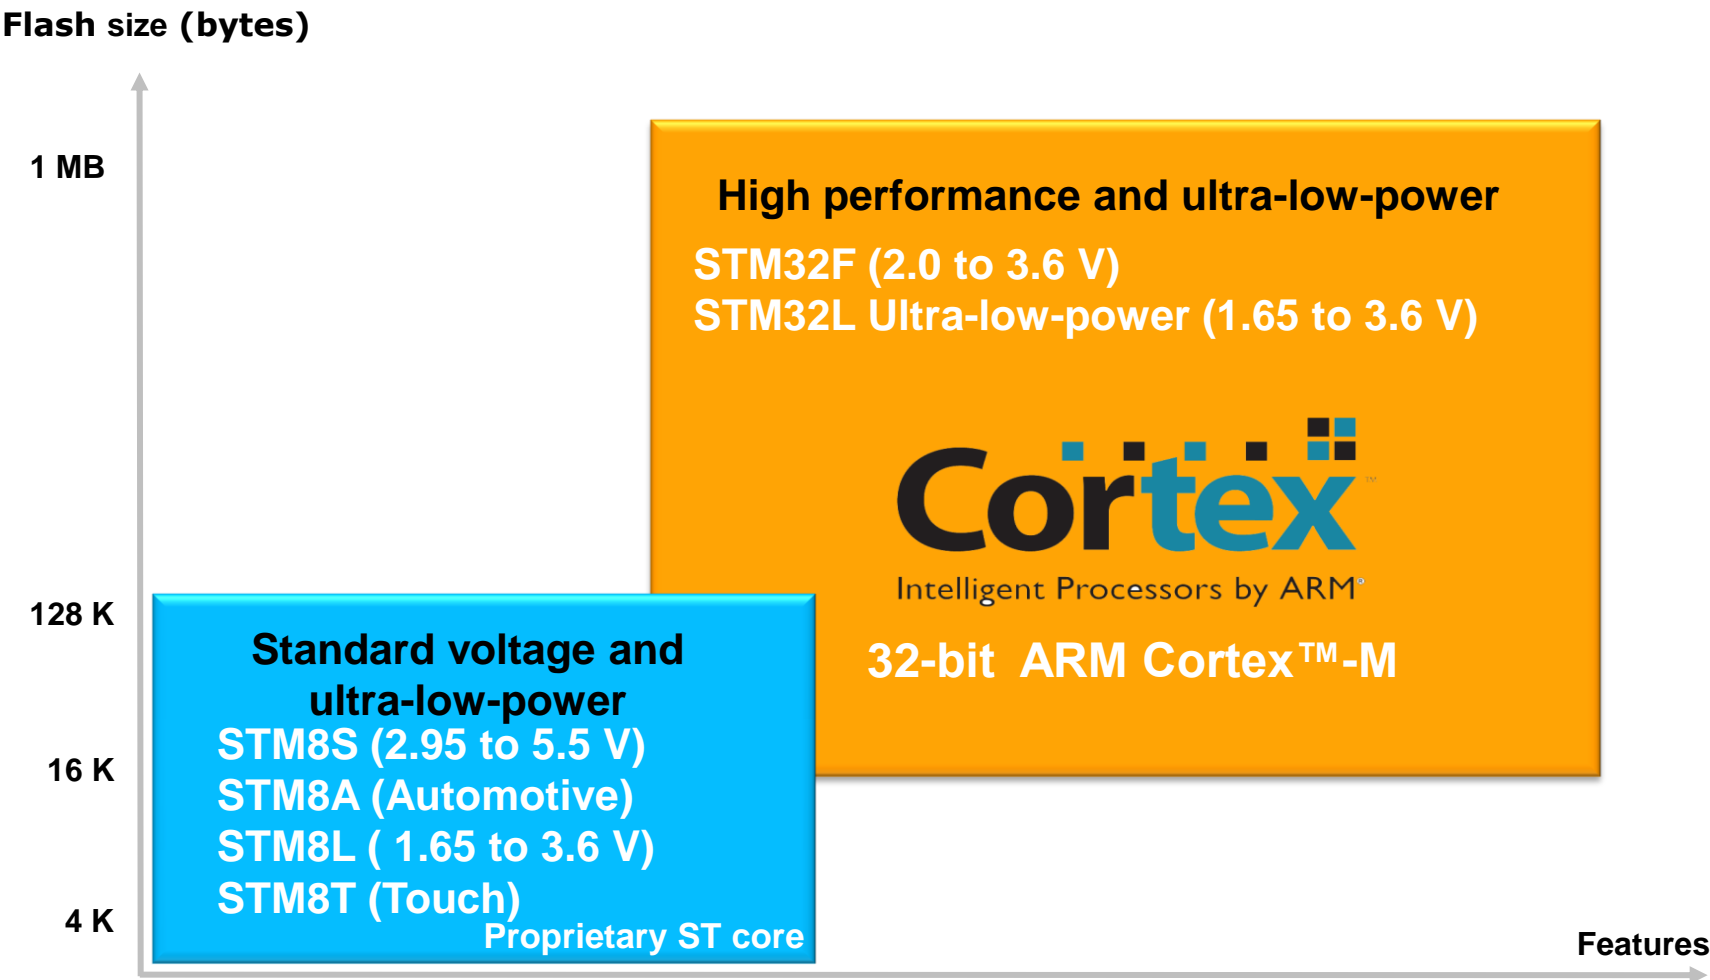 Flash size (bytes)
1 MB
High performance and ultra-low-power
STM32F (2.0 to 3.6 V)
STM32L Ultra-low-power (1.65 to 3.6 V)
Cortex™
Intelligent Processors by ARM®
32-bit ARM Cortex™-M
128 K
Standard voltage and
ultra-low-power
STM8S (2.95 to 5.5 V)
16 K
STM8A (Automotive)
STM8L ( 1.65 to 3.6 V)
STM8T (Touch)
4 K
Proprietary ST core
Features